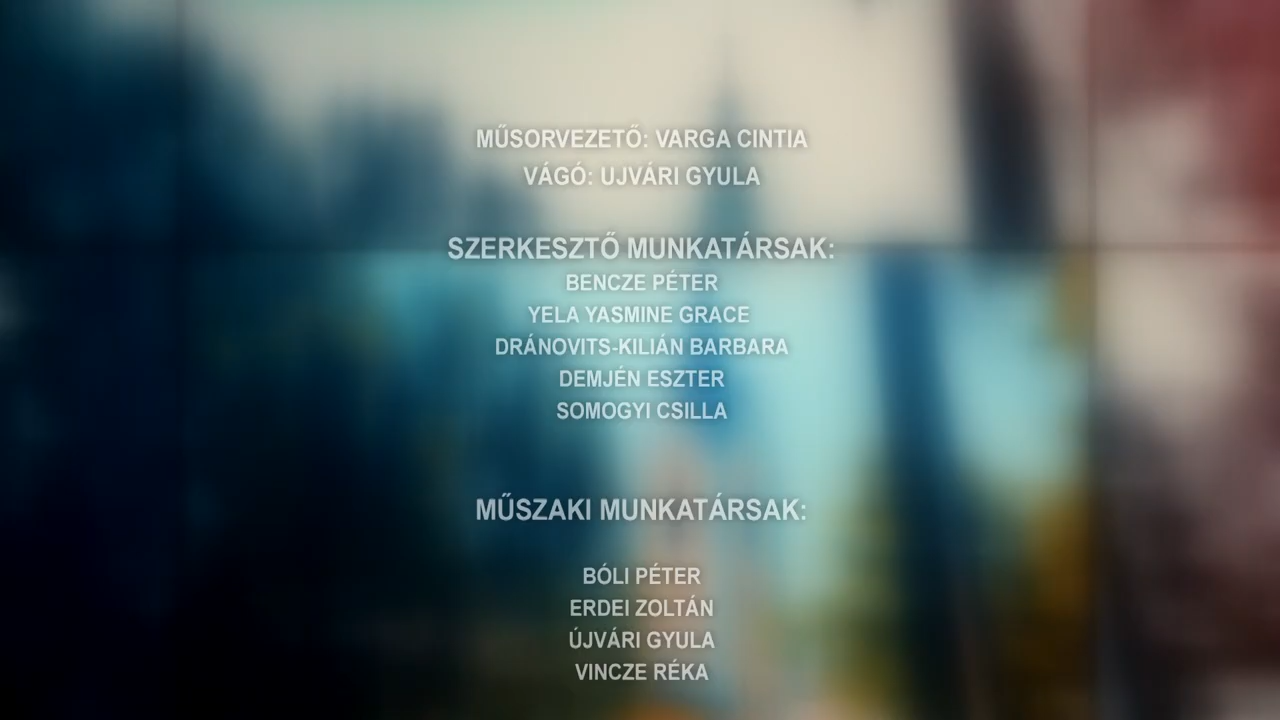 MŰSORVEZETŐ: VARGA CINTIA
VÁGÓ: UJVÁRI GYULA
SZERKESZTŐ MUNKATÁRSAK:
BENCZE PÉTER
YELA YASMINE GRACE
DRÁNOVITS-KILIÁN BARBARA
DEMJÉN ESZTER
SOMOGYI CSILLA
MŰSZAKI MUNKATÁRSAK:
BÓLI PÉTER
ERDEI ZOLTÁN
ÚJVÁRI GYULA
VINCZE RÉKA